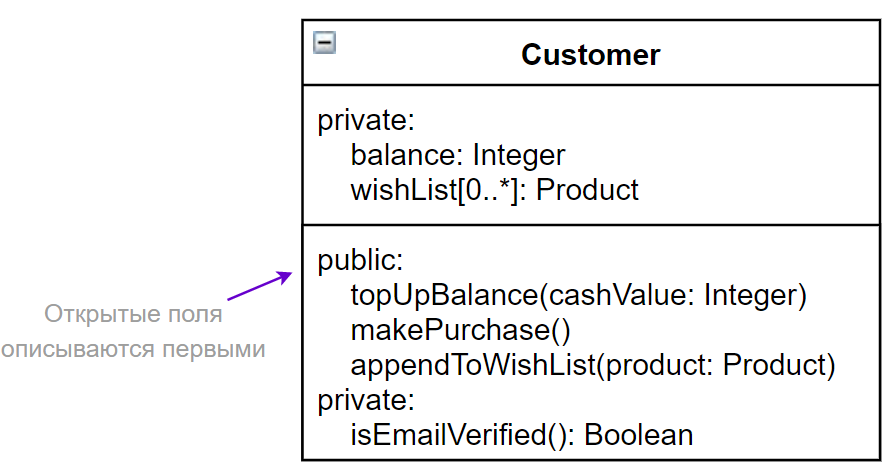 Customer
private:
balance: Integer
wishList[0..*]: Product
public:
topUpBalance(cashValue: Integer)
makePurchase()
appendToWishList(product: Product)
private:
isEmailVerified(): Boolean
Открытые поля
описываются первыми